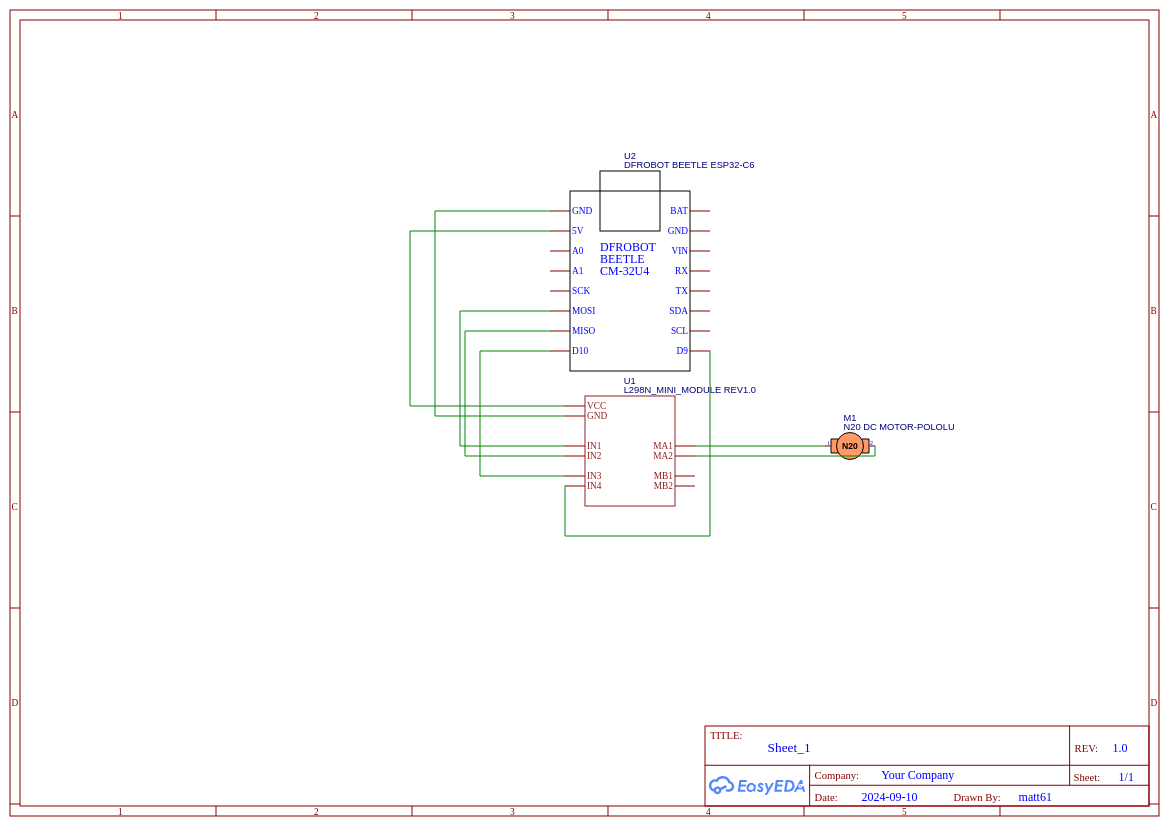 1 2 3 4 5
A A
U2
DFROBOT BEETLE ESP32-C6
GND BAT
5V GND
A0 VIN
DFROBOT
BEETLE
CM-32U4
A1 RX
SCK TX
MOSI SDA
MISO SCL
D10 D9
B B
U1
L298N_MINI_MODULE REV1.0
VCC
GND
IN1 MA1
IN2 MA2
IN3 MB1
IN4 MB2
M1
N20 DC MOTOR-POLOLU
1 N20 2
C C
D D
TITLE:
Sheet_1
REV: 1.0
EasyEDA
Company: Your Company
Sheet: 1/1
Date: 2024-09-10 Drawn By: matt61
1 2 3 4 5